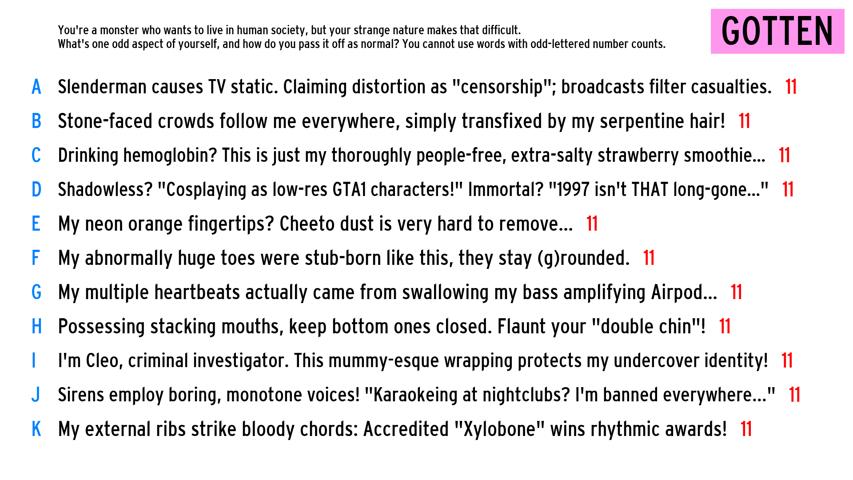 You're a monster who wants to live in human society, but your strange nature makes that difficult.
What's one odd aspect of yourself, and how do you pass it off as normal? You cannot use words with odd-lettered number counts.
GOTTEN
A Slenderman causes TV static. Claiming distortion as "censorship"; broadcasts filter casualties. 11
B Stone-faced crowds follow me everywhere, simply transfixed by my serpentine hair! 11
C Drinking hemoglobin? This is just my thoroughly people-free, extra-salty strawberry smoothie... 11
D Shadowless? "Cosplaying as low-res GTA1 characters!" Immortal? "1997 isn't THAT long-gone..." 11
E My neon orange fingertips? Cheeto dust is very hard to remove... 11
F My abnormally huge toes were stub-born like this, they stay (g)rounded. 11
G My multiple heartbeats actually came from swallowing my bass amplifying Airpod... 11
H Possessing stacking mouths, keep bottom ones closed. Flaunt your "double chin"! 11
I I'm Cleo, criminal investigator. This mummy-esque wrapping protects my undercover identity! 11
J Sirens employ boring, monotone voices! "Karaokeing at nightclubs? I'm banned everywhere..." 11
K My external ribs strike bloody chords: Accredited "Xylobone" wins rhythmic awards! 11